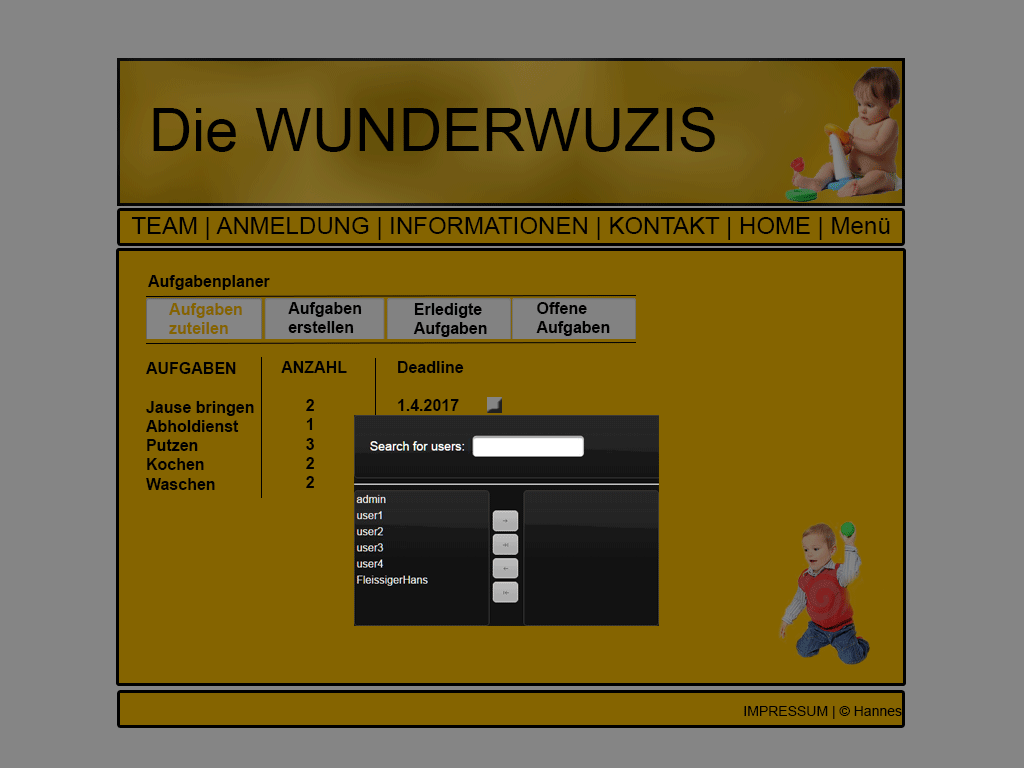 Die WUNDERWUZIS
TEAM | ANMELDUNG | INFORMATIONEN | KONTAKT | HOME | Menü
Aufgabenplaner
Aufgaben zuteilen
Aufgaben erstellen
Erledigte Aufgaben
Offene Aufgaben
AUFGABEN ANZAHL Deadline
Jause bringen 2 1.4.2017
Abholdienst 1
Putzen 3
Kochen 2
Waschen 2
Search for users:
admin
user1
user2
user3
user4
FleissigerHans
IMPRESSUM | © Hannes